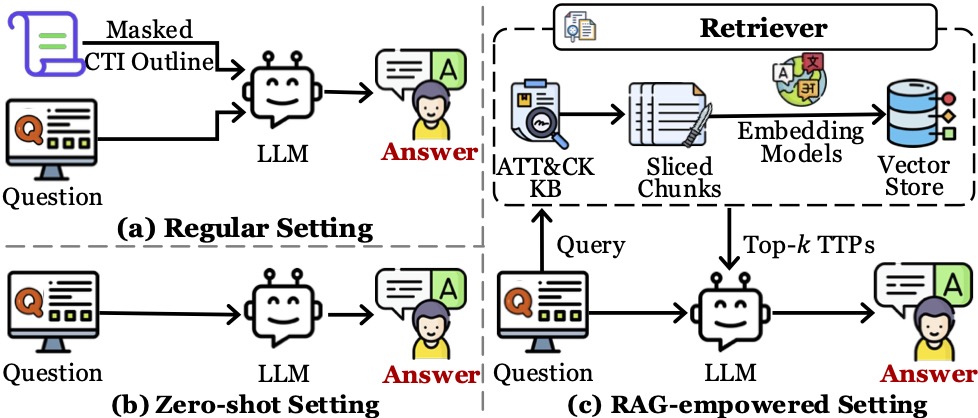 Masked
CTI Outline
Q
A
LLM
Answer
Question
(a) Regular Setting
Q
A
Question
LLM
Answer
(b) Zero-shot Setting
Retriever
A
文
अ
ATT&CK
KB
Sliced
Chunks
Embedding
Models
Vector
Store
Query
Top-k TTPs
Q
A
Question
LLM
Answer
(c) RAG-empowered Setting